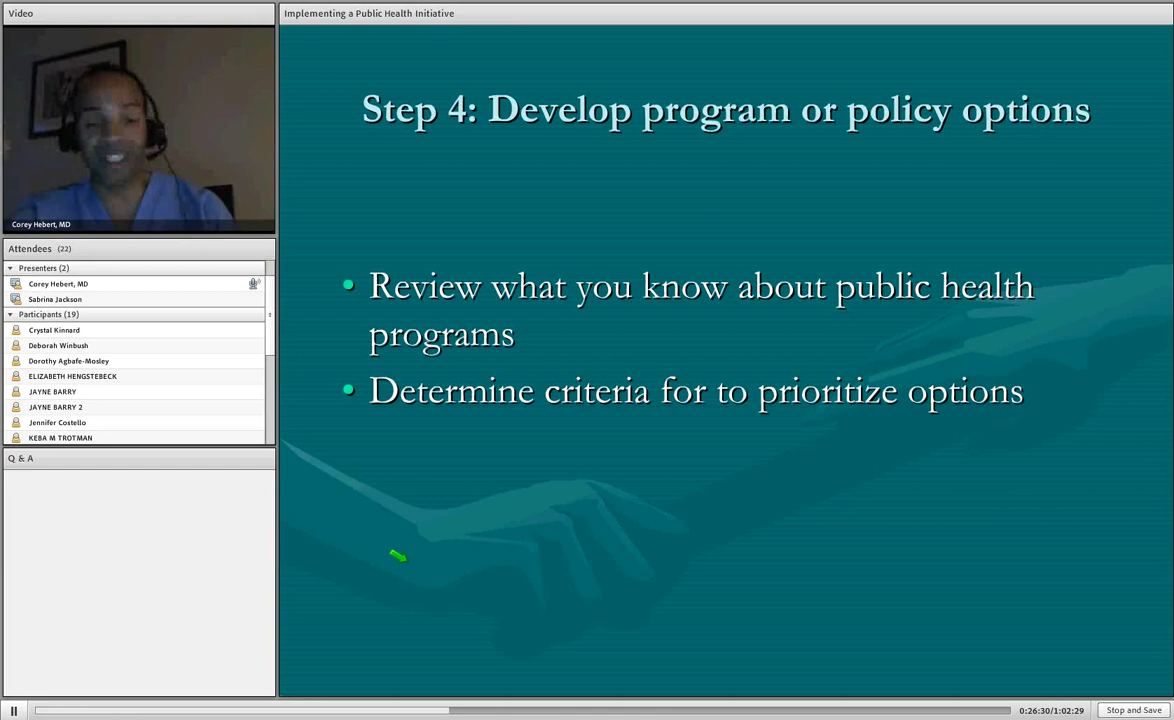 Video
Corey Hebert, MD
Attendees (22)
Presenters (2)
Corey Hebert, MD
Sabrina Jackson
Participants (19)
Crystal Kinnard
Deborah Winbush
Dorothy Agbafe-Mosley
ELIZABETH HENGSTEBECK
JAYNE BARRY
JAYNE BARRY 2
Jennifer Costello
KEBA M TROTMAN
Q & A
Implementing a Public Health Initiative
Step 4: Develop program or policy options
• Review what you know about public health
programs
• Determine criteria for to prioritize options
0:26:30/1:02:29
Stop and Save